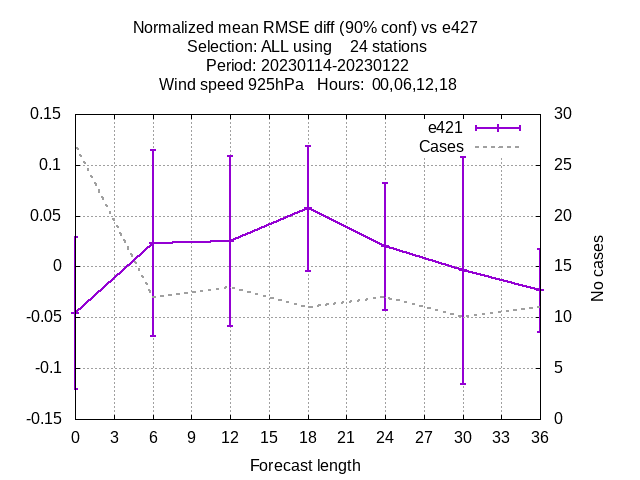 Normalized mean RMSE diff (90% conf) vs e427
Selection: ALL using    24 stations
Period: 20230114-20230122
Wind speed 925hPa   Hours:  00,06,12,18
0.15
0.1
0.05
0
-0.05
-0.1
-0.15
e421
Cases
30
25
20
15
10
5
0
No cases
0 3 6 9 12 15 18 21 24 27 30 33 36
Forecast length